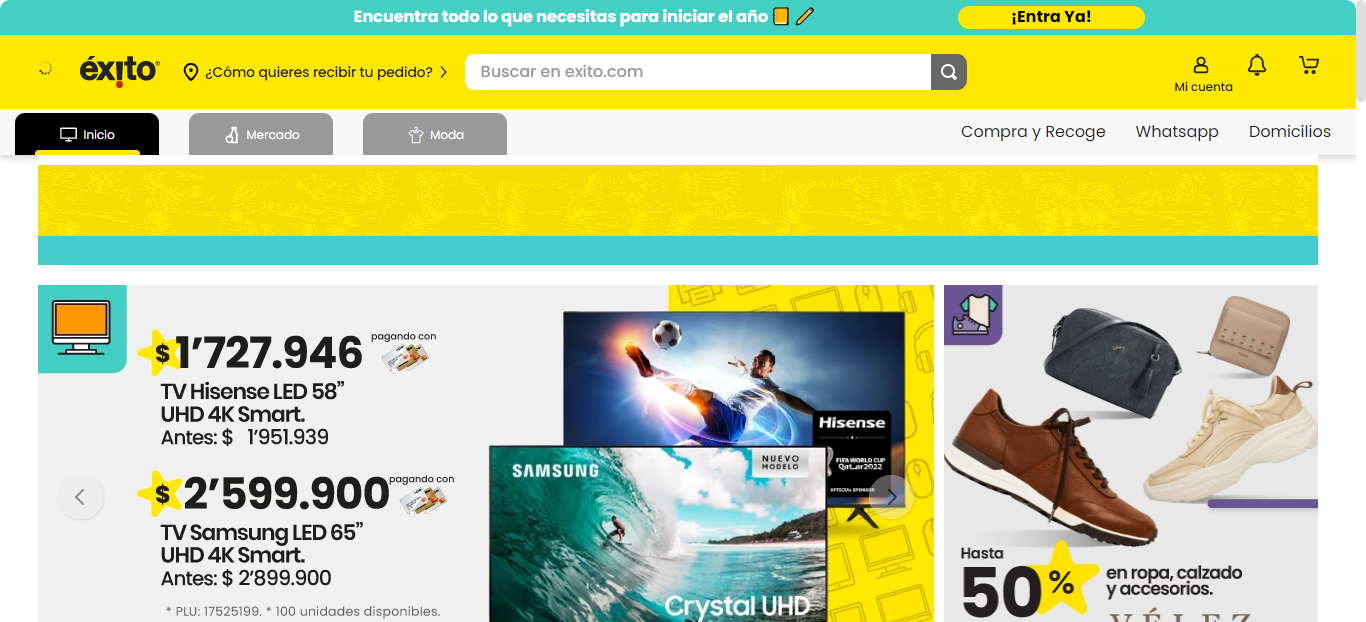 Encuentra todo lo que necesitas para iniciar el año
¡Entra Ya!
éxito
¿Cómo quieres recibir tu pedido?
Buscar en exito.com
Mi cuenta
Inicio
Mercado
Moda
Compra y Recoge
Whatsapp
Domicilios
$1’727.946
pagando con
TV Hisense LED 58”
UHD 4K Smart.
Antes: $ 1’951.939
$2’599.900
pagando con
TV Samsung LED 65”
UHD 4K Smart.
Antes: $ 2’899.900
* PLU: 17525199. * 100 unidades disponibles.
Hisense
FIFA WORLD CUP
Qatar2022
OFFICIAL SPONSOR
SAMSUNG
NUEVO
MODELO
Crystal UHD
Hasta
50%
en ropa, calzado
y accesorios.
VÉLEZ